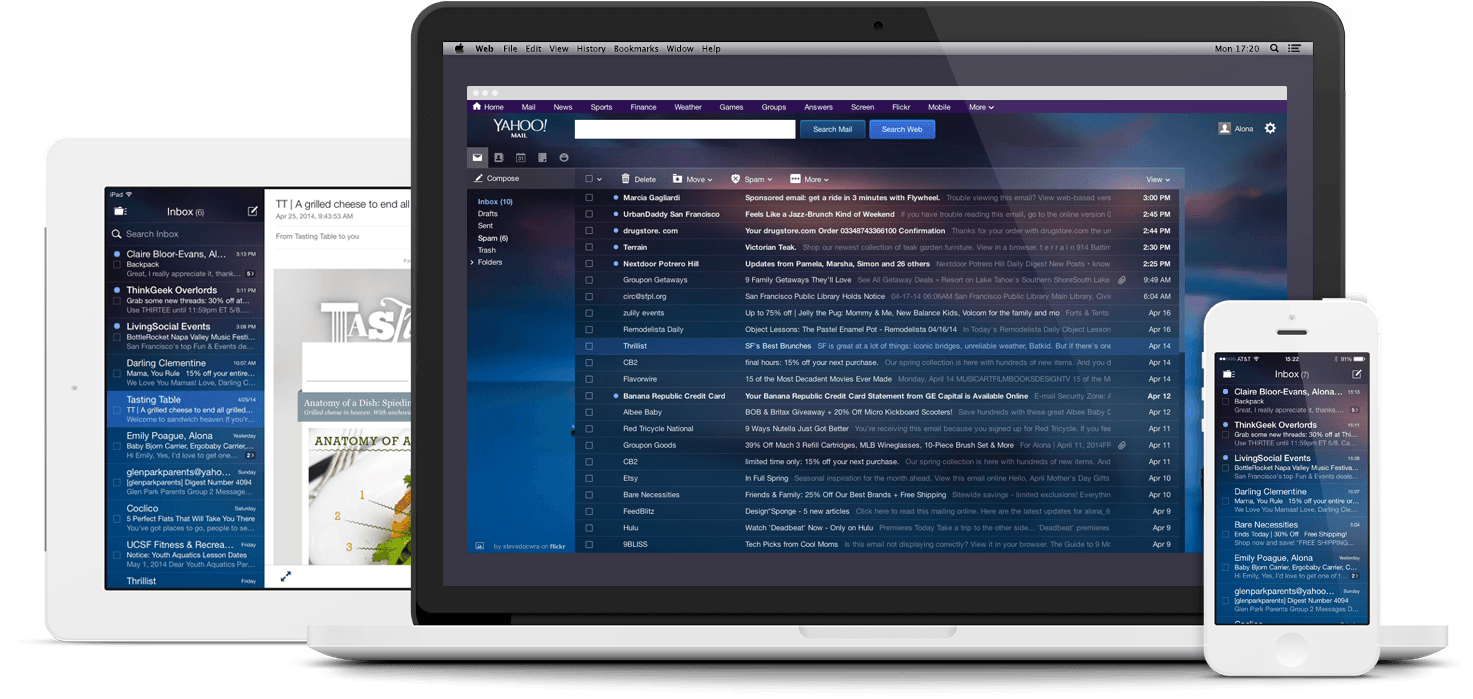 Web File Edit View History Bookmarks Widow Help Mon 17:20
Home Mail News Sports Finance Weather Games Groups Answers Screen Flickr Mobile More
YAHOO!
MAIL
Search Mail Search Web Alona
31
Compose Delete Move Spam More View
Inbox (10)
Drafts
Sent
Spam (6)
Trash
Folders
Marcia Gagliardi Sponsored email: get a ride in 3 minutes with Flywheel. Trouble viewing this email? View web-based vers 3:00 PM
UrbanDaddy San Francisco Feels Like a Jazz-Brunch Kind of Weekend If you have trouble reading this email, go to the online version 2:45 PM
drugstore. com Your drugstore.com Order 03348743366100 Confirmation Thanks for your order with drugstore.com the un 2:44 PM
Terrain Victorian Teak. Shop our newest collection of teak garden furniture. View in a browser. t e r r a i n 914 Baltim 2:30 PM
Nextdoor Potrero Hill Updates from Pamela, Marsha, Simon and 26 others Nextdoor Potrero Hill Daily Digest New Posts • know 2:25 PM
Groupon Getaways 9 Family Getaways They'll Love See All Getaway Deals » Resort on Lake Tahoe's Southern ShoreSouth Lake 9:49 AM
circ@sfpl.org San Francisco Public Library Holds Notice 04-17-14 06:06AM San Francisco Public Library Main Library, Civic 6:04 AM
zulily events Up to 75% off | Jelly the Pug: Mommy & Me, New Balance Kids, Volcom for the family and mo Forts & Tents Apr 16
Remodelista Daily Object Lessons: The Pastel Enamel Pot - Remodelista 04/16/14 In Today's Remodelista Daily Object Lesson Apr 16
Thrillist SF's Best Brunches SF is great at a lot of things: iconic bridges, unreliable weather, Batkid. But if there's one Apr 14
CB2 final hours: 15% off your next purchase. Our spring collection is here with hundreds of new items. And you d Apr 14
Flavorwire 15 of the Most Decadent Movies Ever Made Monday, April 14 MUSICARTFILMBOOKSDESIGNTV 15 of the M Apr 14
Banana Republic Credit Card Your Banana Republic Credit Card Statement from GE Capital is Available Online E-mail Security Zone: Apr 12
Albee Baby BOB & Britax Giveaway + 20% Off Micro Kickboard Scooters! Save hundreds with these great Albee Baby D Apr 12
Red Tricycle National 9 Ways Nutella Just Got Better You're receiving this email because you signed up for Red Tricycle. If you fee Apr 11
Groupon Goods 39% Off Mach 3 Refill Cartridges, MLB Wineglasses, 10-Piece Brush Set & More For Alona | April 11, 2014FR Apr 11
CB2 limited time only: 15% off your next purchase. Our spring collection is here with hundreds of new items. And Apr 11
Etsy In Full Spring Seasonal inspiration for the month ahead. View this email online Hello, April Mother's Day Gifts Apr 10
Bare Necessities Friends & Family: 25% Off Our Best Brands + Free Shipping Sitewide savings - limited exclusions! Everythin Apr 10
FeedBlitz Design*Sponge - 5 new articles Click here to read this mailing online. Here are the latest updates for alona_6 Apr 9
Hulu Watch 'Deadbeat' Now - Only on Hulu Premieres Today Take a trip to the other side... 'Deadbeat' premieres Apr 9
9BLISS Tech Picks from Cool Moms Is this email not displaying correctly? View it in your browser. The Guide to 9 Mo Apr 9
by stevedocwra on flickr
iPad
Inbox (6)
Search Inbox
Claire Bloor-Evans, Al... 3:13 PM
Backpack
Great, I really appreciate it, thank... 5
ThinkGeek Overlords 3:11 PM
Grab some new threads: 30% off at...
Use THIRTEE until 11:59pm ET 5/8.
LivingSocial Events 3:08 PM
BottleRocket Napa Valley Music Festi...
San Francisco's top Fun & Events de...
Darling Clementine 10:07 AM
Mama, You Rule 15% off your entire...
We Love You Mamas! Love, Darling C...
Tasting Table 4/25/14
TT | A grilled cheese to end all grilled...
Welcome to sandwich heaven If you'r...
Emily Poague, Alona Yesterday
Baby Bjorn Carrier, Ergobaby Carrier,...
Hi Emily, Yes, I'd love to get one... 2
glenparkparents@yaho... Sunday
[glenparkparents] Digest Number 4094
Glen Park Parents Group 2 Messages...
Coclico Saturday
5 Perfect Flats That Will Take You There
You've got places to go, people to se...
UCSF Fitness & Recrea... Friday
Notice: Youth Aquatics Lesson Dates
May 1, 2014 Dear Youth Aquatics Par...
Thrillist Friday
TT | A grilled cheese to end all
Apr 25, 2014, 9:43:53 AM
From Tasting Table to you
Anatomy of a Dish: Spiedin
Grilled cheese in heaven. With anchovie
ANATOMY OF A
1
2
3
AT&T 15:22 91%
Inbox (7)
Claire Bloor-Evans, Alona... 15:13
Backpack
Great, I really appreciate it, thanks.... 5
ThinkGeek Overlords 15:11
Grab some new threads: 30% off at Thi...
Use THIRTEE until 11:59pm ET 5/8. Ca...
LivingSocial Events 15:08
BottleRocket Napa Valley Music Festiva...
San Francisco's top Fun & Events deals...
Darling Clementine 10:07
Mama, You Rule 15% off your entire or...
We Love You Mamas! Love, Darling Cle...
Bare Necessities 5:04
Ends Today | 30% Off Free Shipping!
Shop now and save! *FREE SHIPPING...
Emily Poague, Alona Yesterday
Baby Bjorn Carrier, Ergobaby Carrier, C...
Hi Emily, Yes, I'd love to get one of t... 2
glenparkparents@yahoo... Sunday
[glenparkparents] Digest Number 4094
Glen Park Parents Group 2 Messages D...